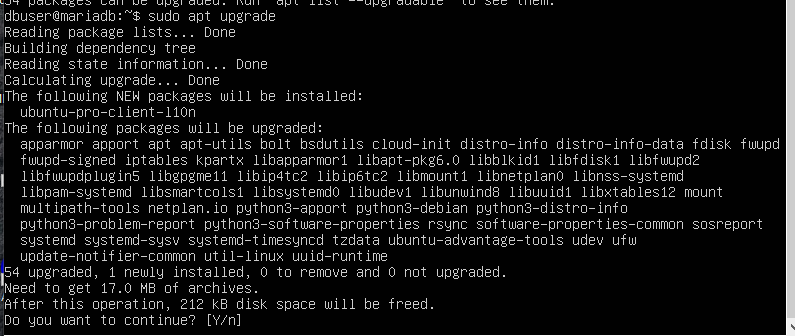 54 packages can be upgraded. Run 'apt list --upgradable' to see them.
dbuser@mariadb:~$ sudo apt upgrade
Reading package lists... Done
Building dependency tree
Reading state information... Done
Calculating upgrade... Done
The following NEW packages will be installed:
  ubuntu-pro-client-l10n
The following packages will be upgraded:
  apparmor apport apt apt-utils bolt bsdutils cloud-init distro-info distro-info-data fdisk fwupd
  fwupd-signed iptables kpartx libapparmor1 libapt-pkg6.0 libblkid1 libfdisk1 libfwupd2
  libfwupdplugin5 libgpgme11 libip4tc2 libip6tc2 libmount1 libnetplan0 libnss-systemd
  libpam-systemd libsmartcols1 libsystemd0 libudev1 libunwind8 libuuid1 libxtables12 mount
  multipath-tools netplan.io python3-apport python3-debian python3-distro-info
  python3-problem-report python3-software-properties rsync software-properties-common sosreport
  systemd systemd-sysv systemd-timesyncd tzdata ubuntu-advantage-tools udev ufw
  update-notifier-common util-linux uuid-runtime
54 upgraded, 1 newly installed, 0 to remove and 0 not upgraded.
Need to get 17.0 MB of archives.
After this operation, 212 kB disk space will be freed.
Do you want to continue? [Y/n]